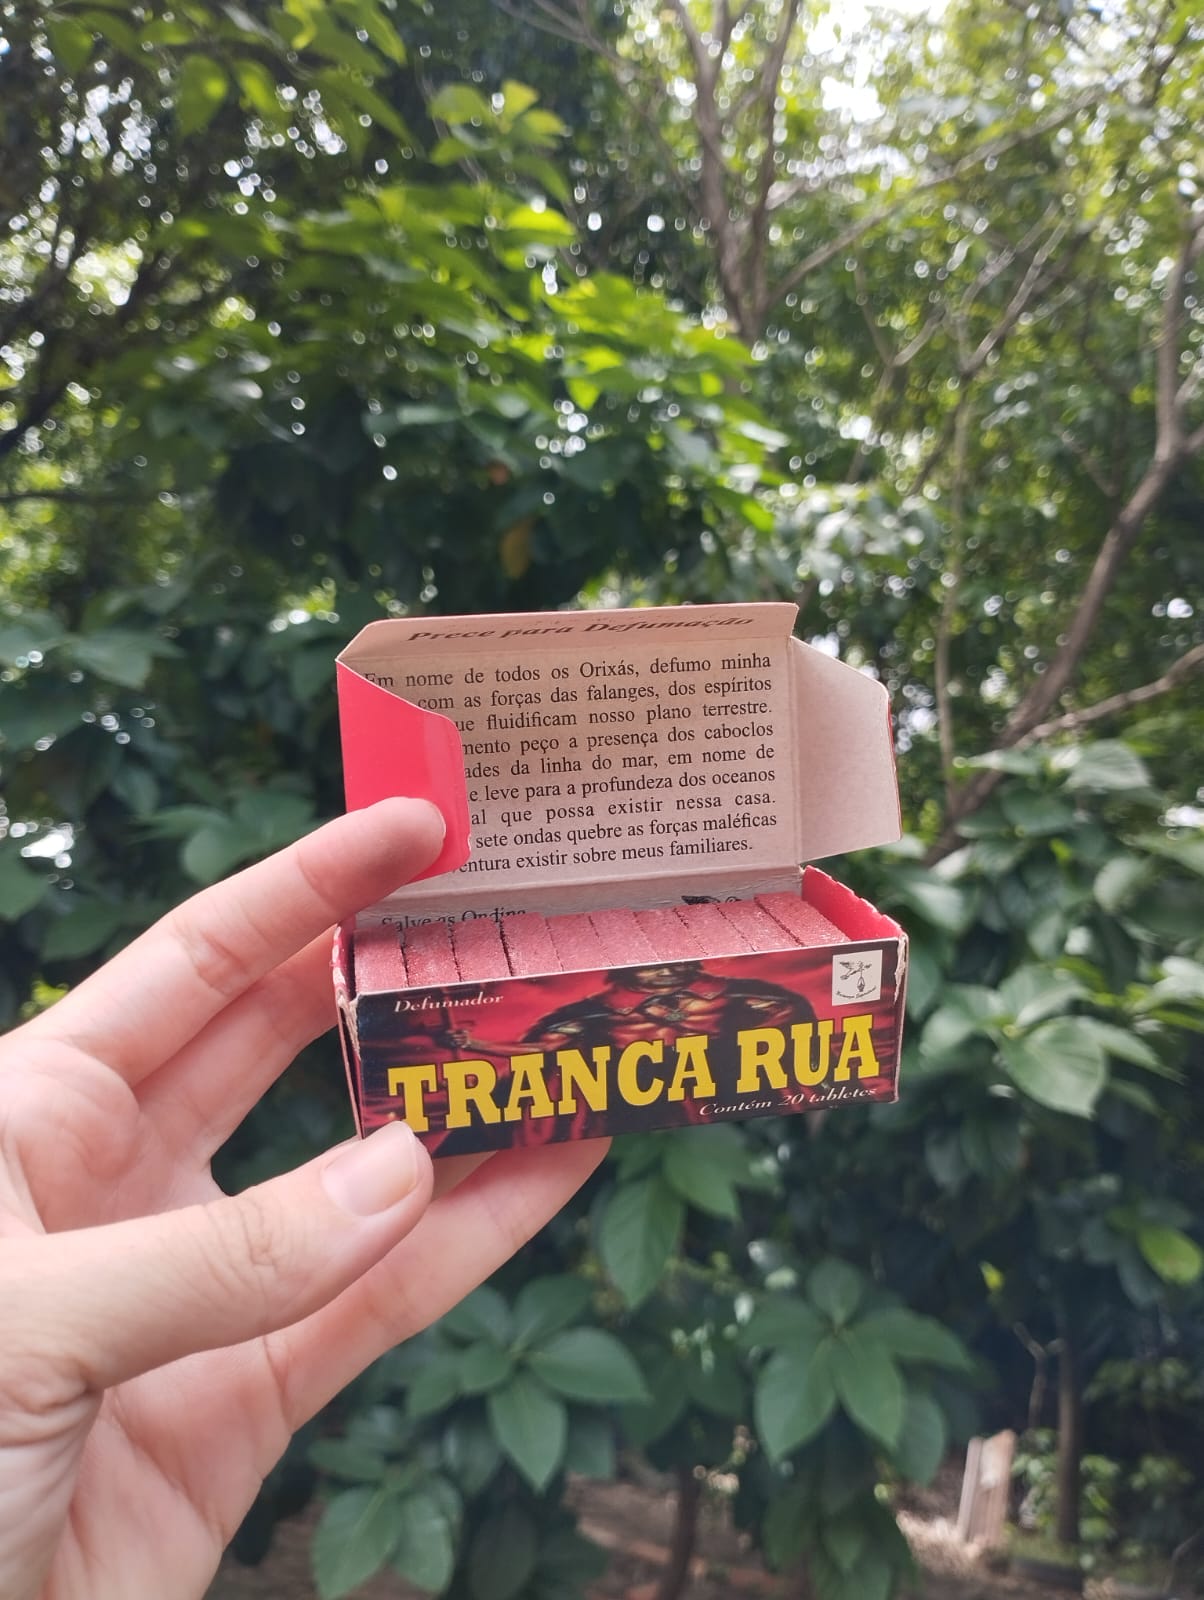 Prece para Defumação
Em nome de todos os Orixás, defumo minha
com as forças das falanges, dos espíritos
ue fluidificam nosso plano terrestre.
mento peço a presença dos caboclos
ades da linha do mar, em nome de
e leve para a profundeza dos oceanos
al que possa existir nessa casa.
sete ondas quebre as forças maléficas
entura existir sobre meus familiares.
Salve as Ondina
Defumador
TRANCA RUA
Contém 20 tabletes